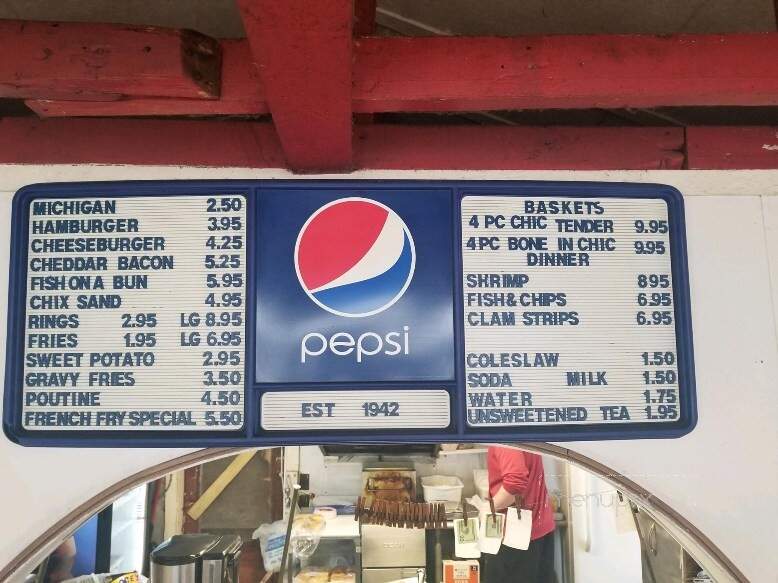 MICHIGAN 2.50
HAMBURGER 3.95
CHEESEBURGER 4.25
CHEDDAR BACON 5.25
FISH ON A BUN 5.95
CHIX SAND 4.95
RINGS 2.95 LG 8.95
FRIES 1.95 LG 6.95
SWEET POTATO 2.95
GRAVY FRIES 3.50
POUTINE 4.50
FRENCH FRY SPECIAL 5.50
pepsi
EST 1942
BASKETS
4 PC CHIC TENDER 9.95
4PC BONE IN CHIC 9.95
DINNER
SHRIMP 895
FISH & CHIPS 6.95
CLAM STRIPS 6.95
COLESLAW 1.50
SODA MILK 1.50
WATER 1.75
UNSWEETENED TEA 1.95